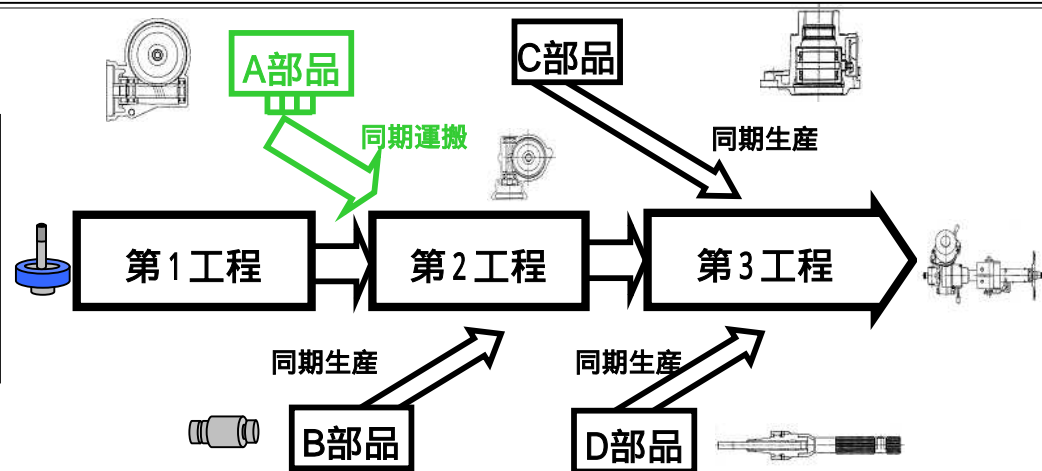 A部品
C部品
同期運搬
同期生産
第1工程
第2工程
第3工程
同期生産
同期生産
B部品
D部品